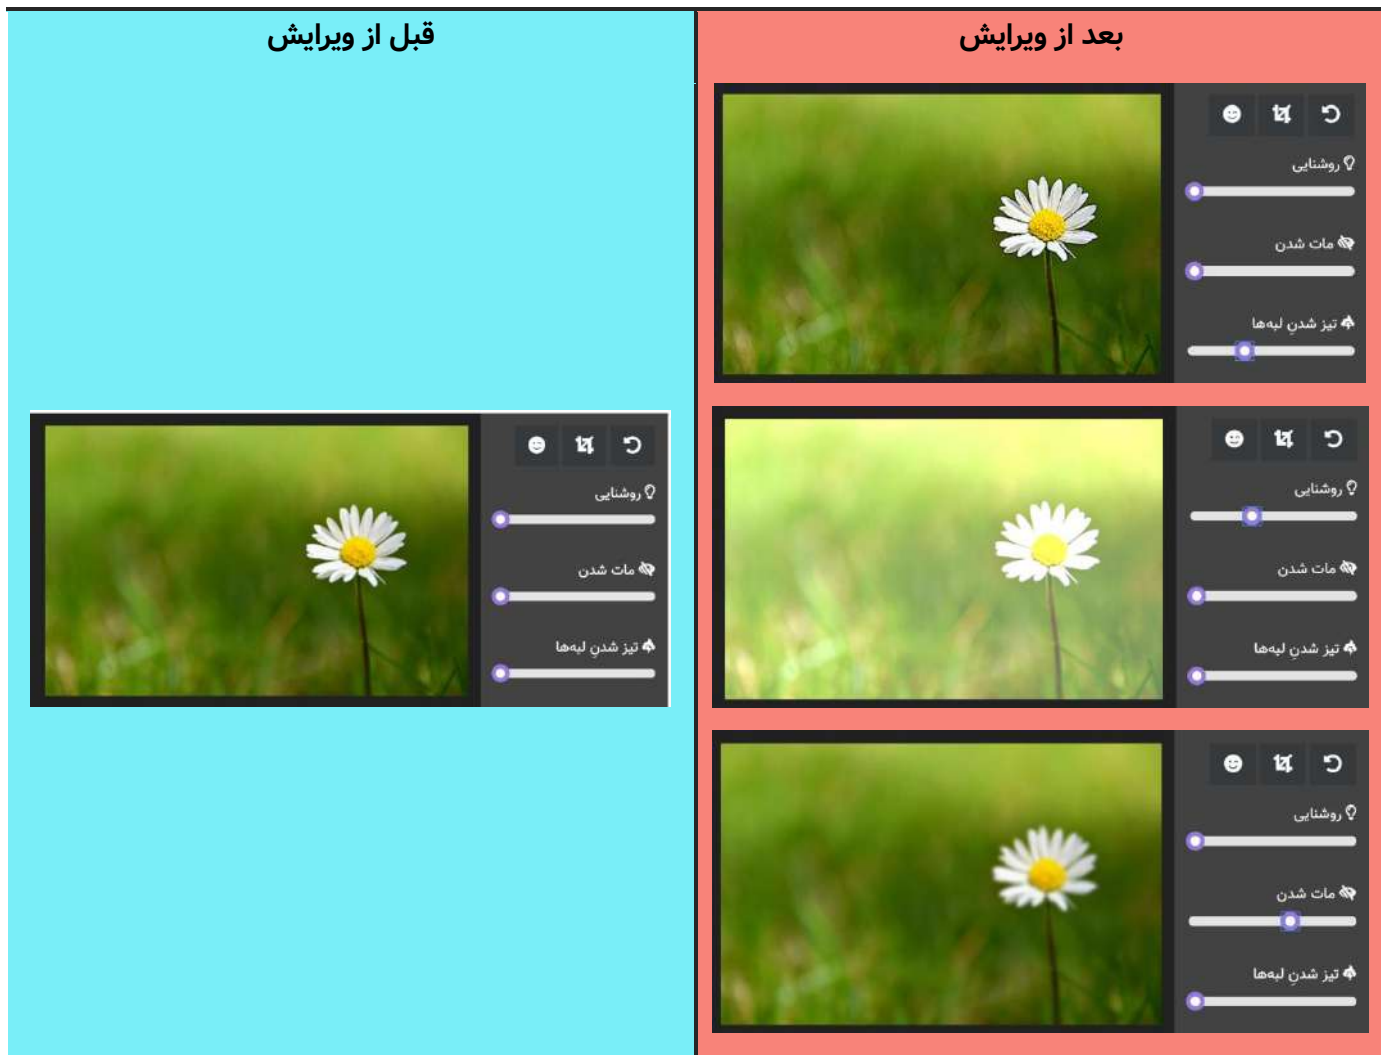 قبل از ویرایش
بعد از ویرایش
روشنایی
مات شدن
تیز شدنِ لبه‌ها
روشنایی
مات شدن
تیز شدنِ لبه‌ها
روشنایی
مات شدن
تیز شدنِ لبه‌ها
روشنایی
مات شدن
تیز شدنِ لبه‌ها